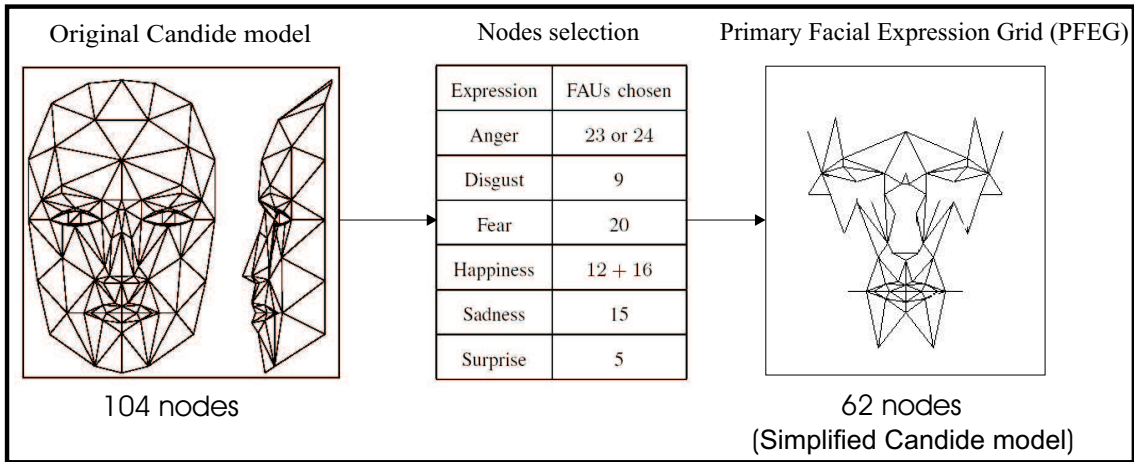 Original Candide model
Nodes selection
Primary Facial Expression Grid (PFEG)
Expression FAUs chosen
Anger 23 or 24
Disgust 9
Fear 20
Happiness 12 + 16
Sadness 15
Surprise 5
104 nodes
62 nodes
(Simplified Candide model)